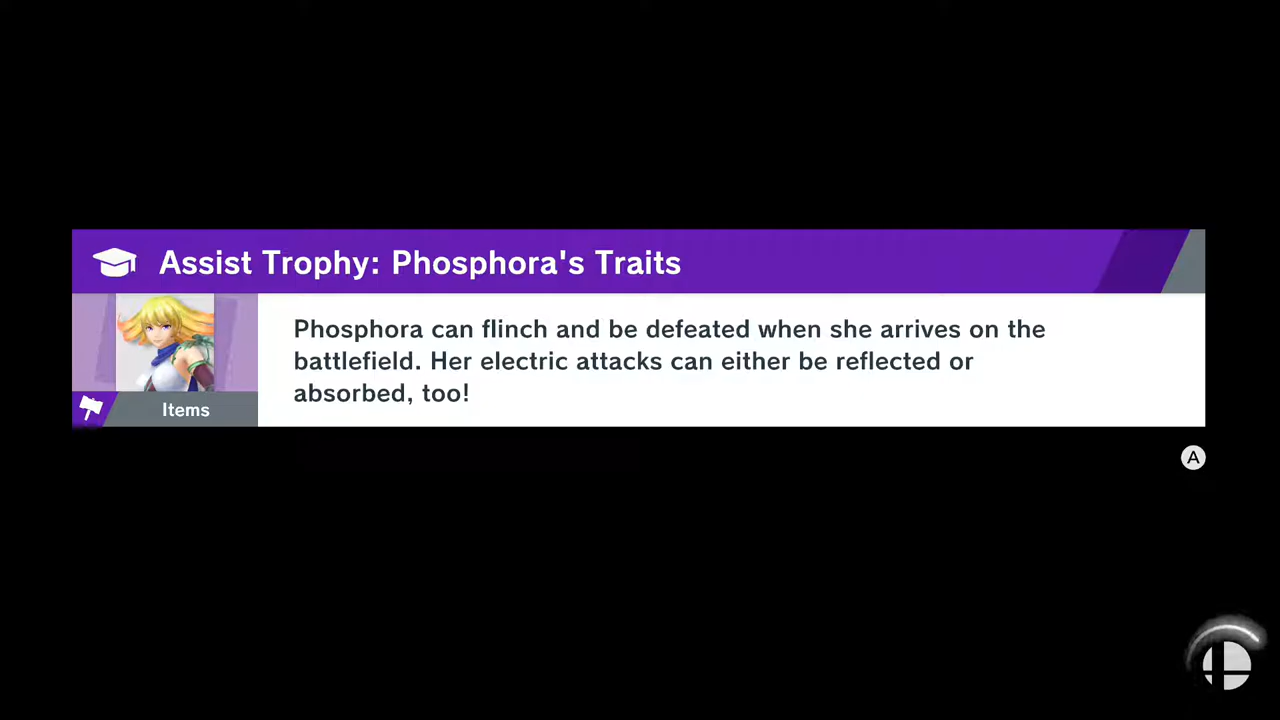 Assist Trophy: Phosphora's Traits
Phosphora can flinch and be defeated when she arrives on the
battlefield. Her electric attacks can either be reflected or
absorbed, too!
Items
A